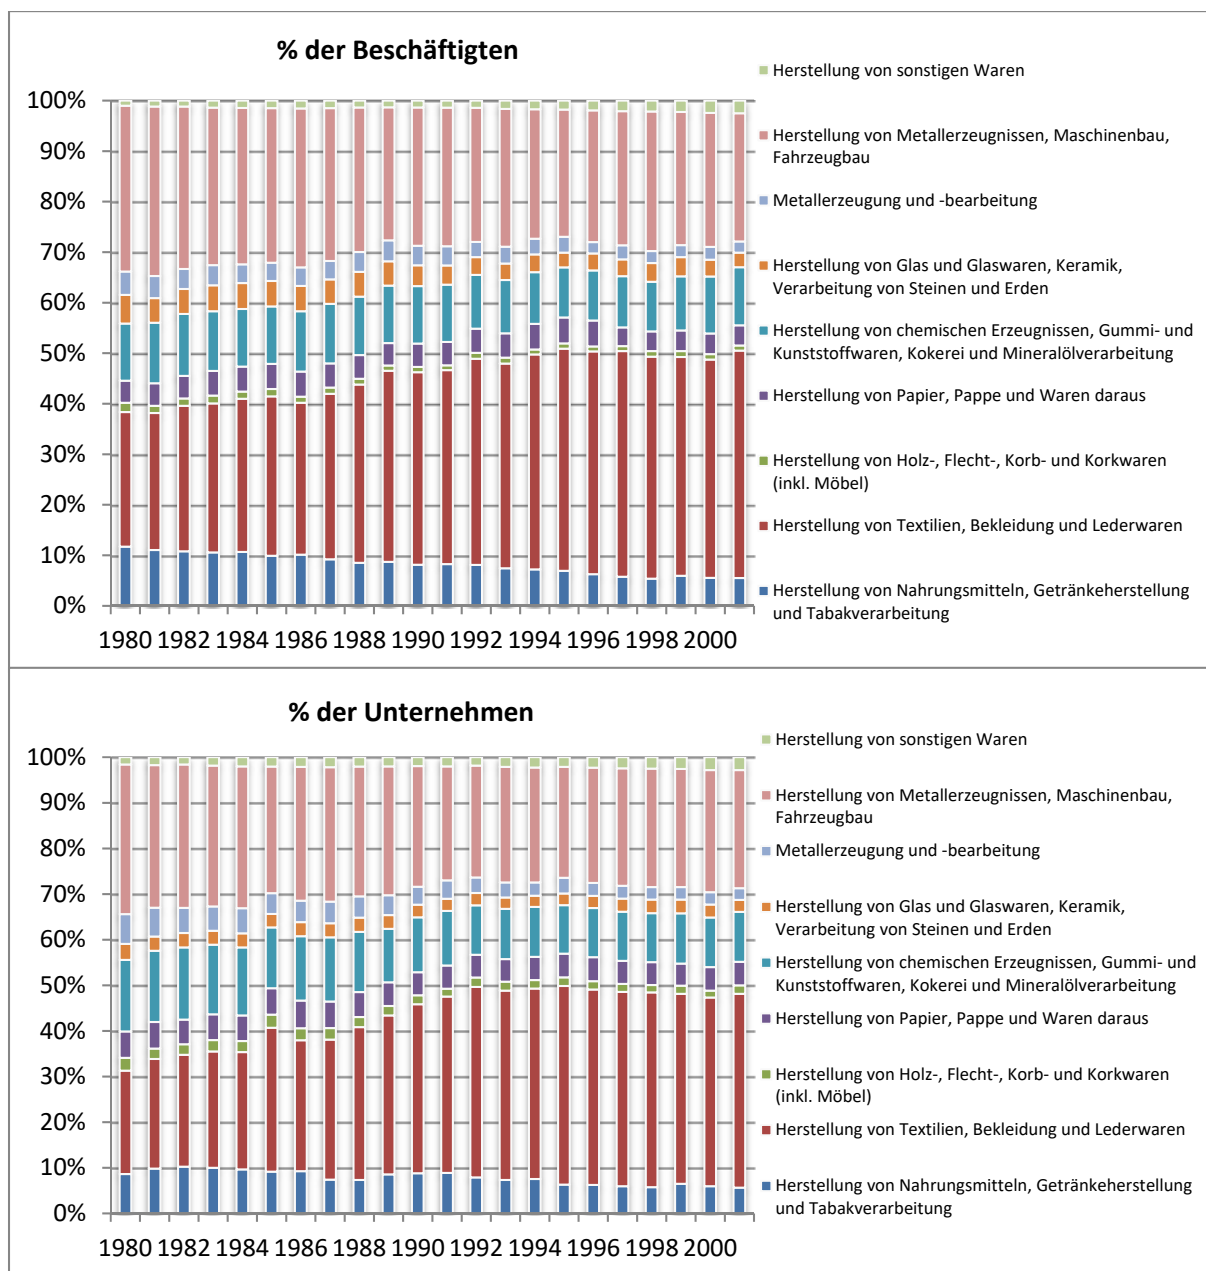 % der Beschäftigten
100%
90%
80%
70%
60%
50%
40%
30%
20%
10%
0%
1980 1982 1984 1986 1988 1990 1992 1994 1996 1998 2000
Herstellung von sonstigen Waren
Herstellung von Metallerzeugnissen, Maschinenbau,
Fahrzeugbau
Metallerzeugung und -bearbeitung
Herstellung von Glas und Glaswaren, Keramik,
Verarbeitung von Steinen und Erden
Herstellung von chemischen Erzeugnissen, Gummi- und
Kunststoffwaren, Kokerei und Mineralölverarbeitung
Herstellung von Papier, Pappe und Waren daraus
Herstellung von Holz-, Flecht-, Korb- und Korkwaren
(inkl. Möbel)
Herstellung von Textilien, Bekleidung und Lederwaren
Herstellung von Nahrungsmitteln, Getränkeherstellung
und Tabakverarbeitung
% der Unternehmen
100%
90%
80%
70%
60%
50%
40%
30%
20%
10%
0%
1980 1982 1984 1986 1988 1990 1992 1994 1996 1998 2000
Herstellung von sonstigen Waren
Herstellung von Metallerzeugnissen, Maschinenbau,
Fahrzeugbau
Metallerzeugung und -bearbeitung
Herstellung von Glas und Glaswaren, Keramik,
Verarbeitung von Steinen und Erden
Herstellung von chemischen Erzeugnissen, Gummi- und
Kunststoffwaren, Kokerei und Mineralölverarbeitung
Herstellung von Papier, Pappe und Waren daraus
Herstellung von Holz-, Flecht-, Korb- und Korkwaren
(inkl. Möbel)
Herstellung von Textilien, Bekleidung und Lederwaren
Herstellung von Nahrungsmitteln, Getränkeherstellung
und Tabakverarbeitung